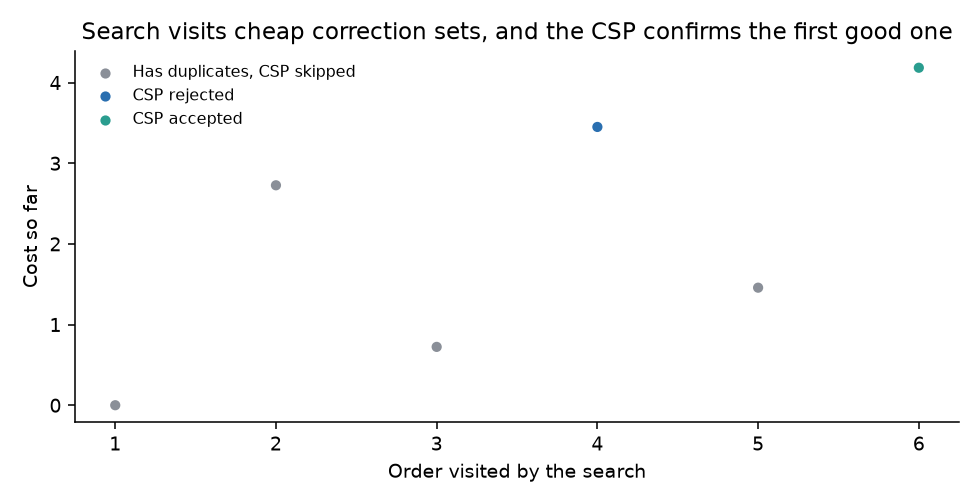 Search visits cheap correction sets, and the CSP confirms the first good one
Has duplicates, CSP skipped
CSP rejected
CSP accepted
Cost so far
4
3
2
1
0
1 2 3 4 5 6
Order visited by the search